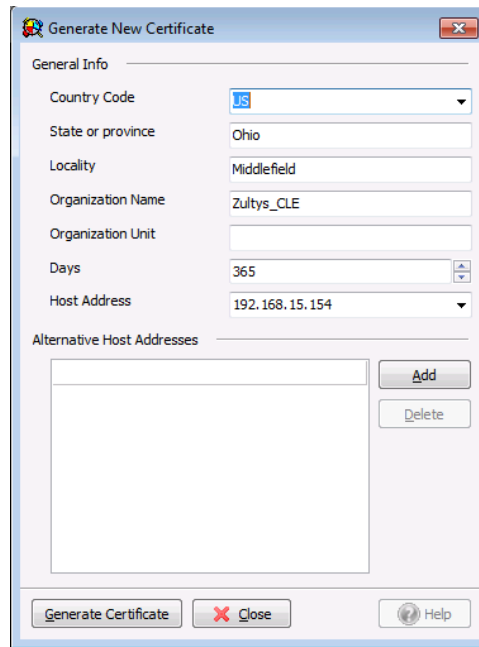 Generate New Certificate
General Info
Country Code US
State or province Ohio
Locality Middlefield
Organization Name Zultys_CLE
Organization Unit
Days 365
Host Address 192.168.15.154
Alternative Host Addresses
Add
Delete
Generate Certificate Close Help